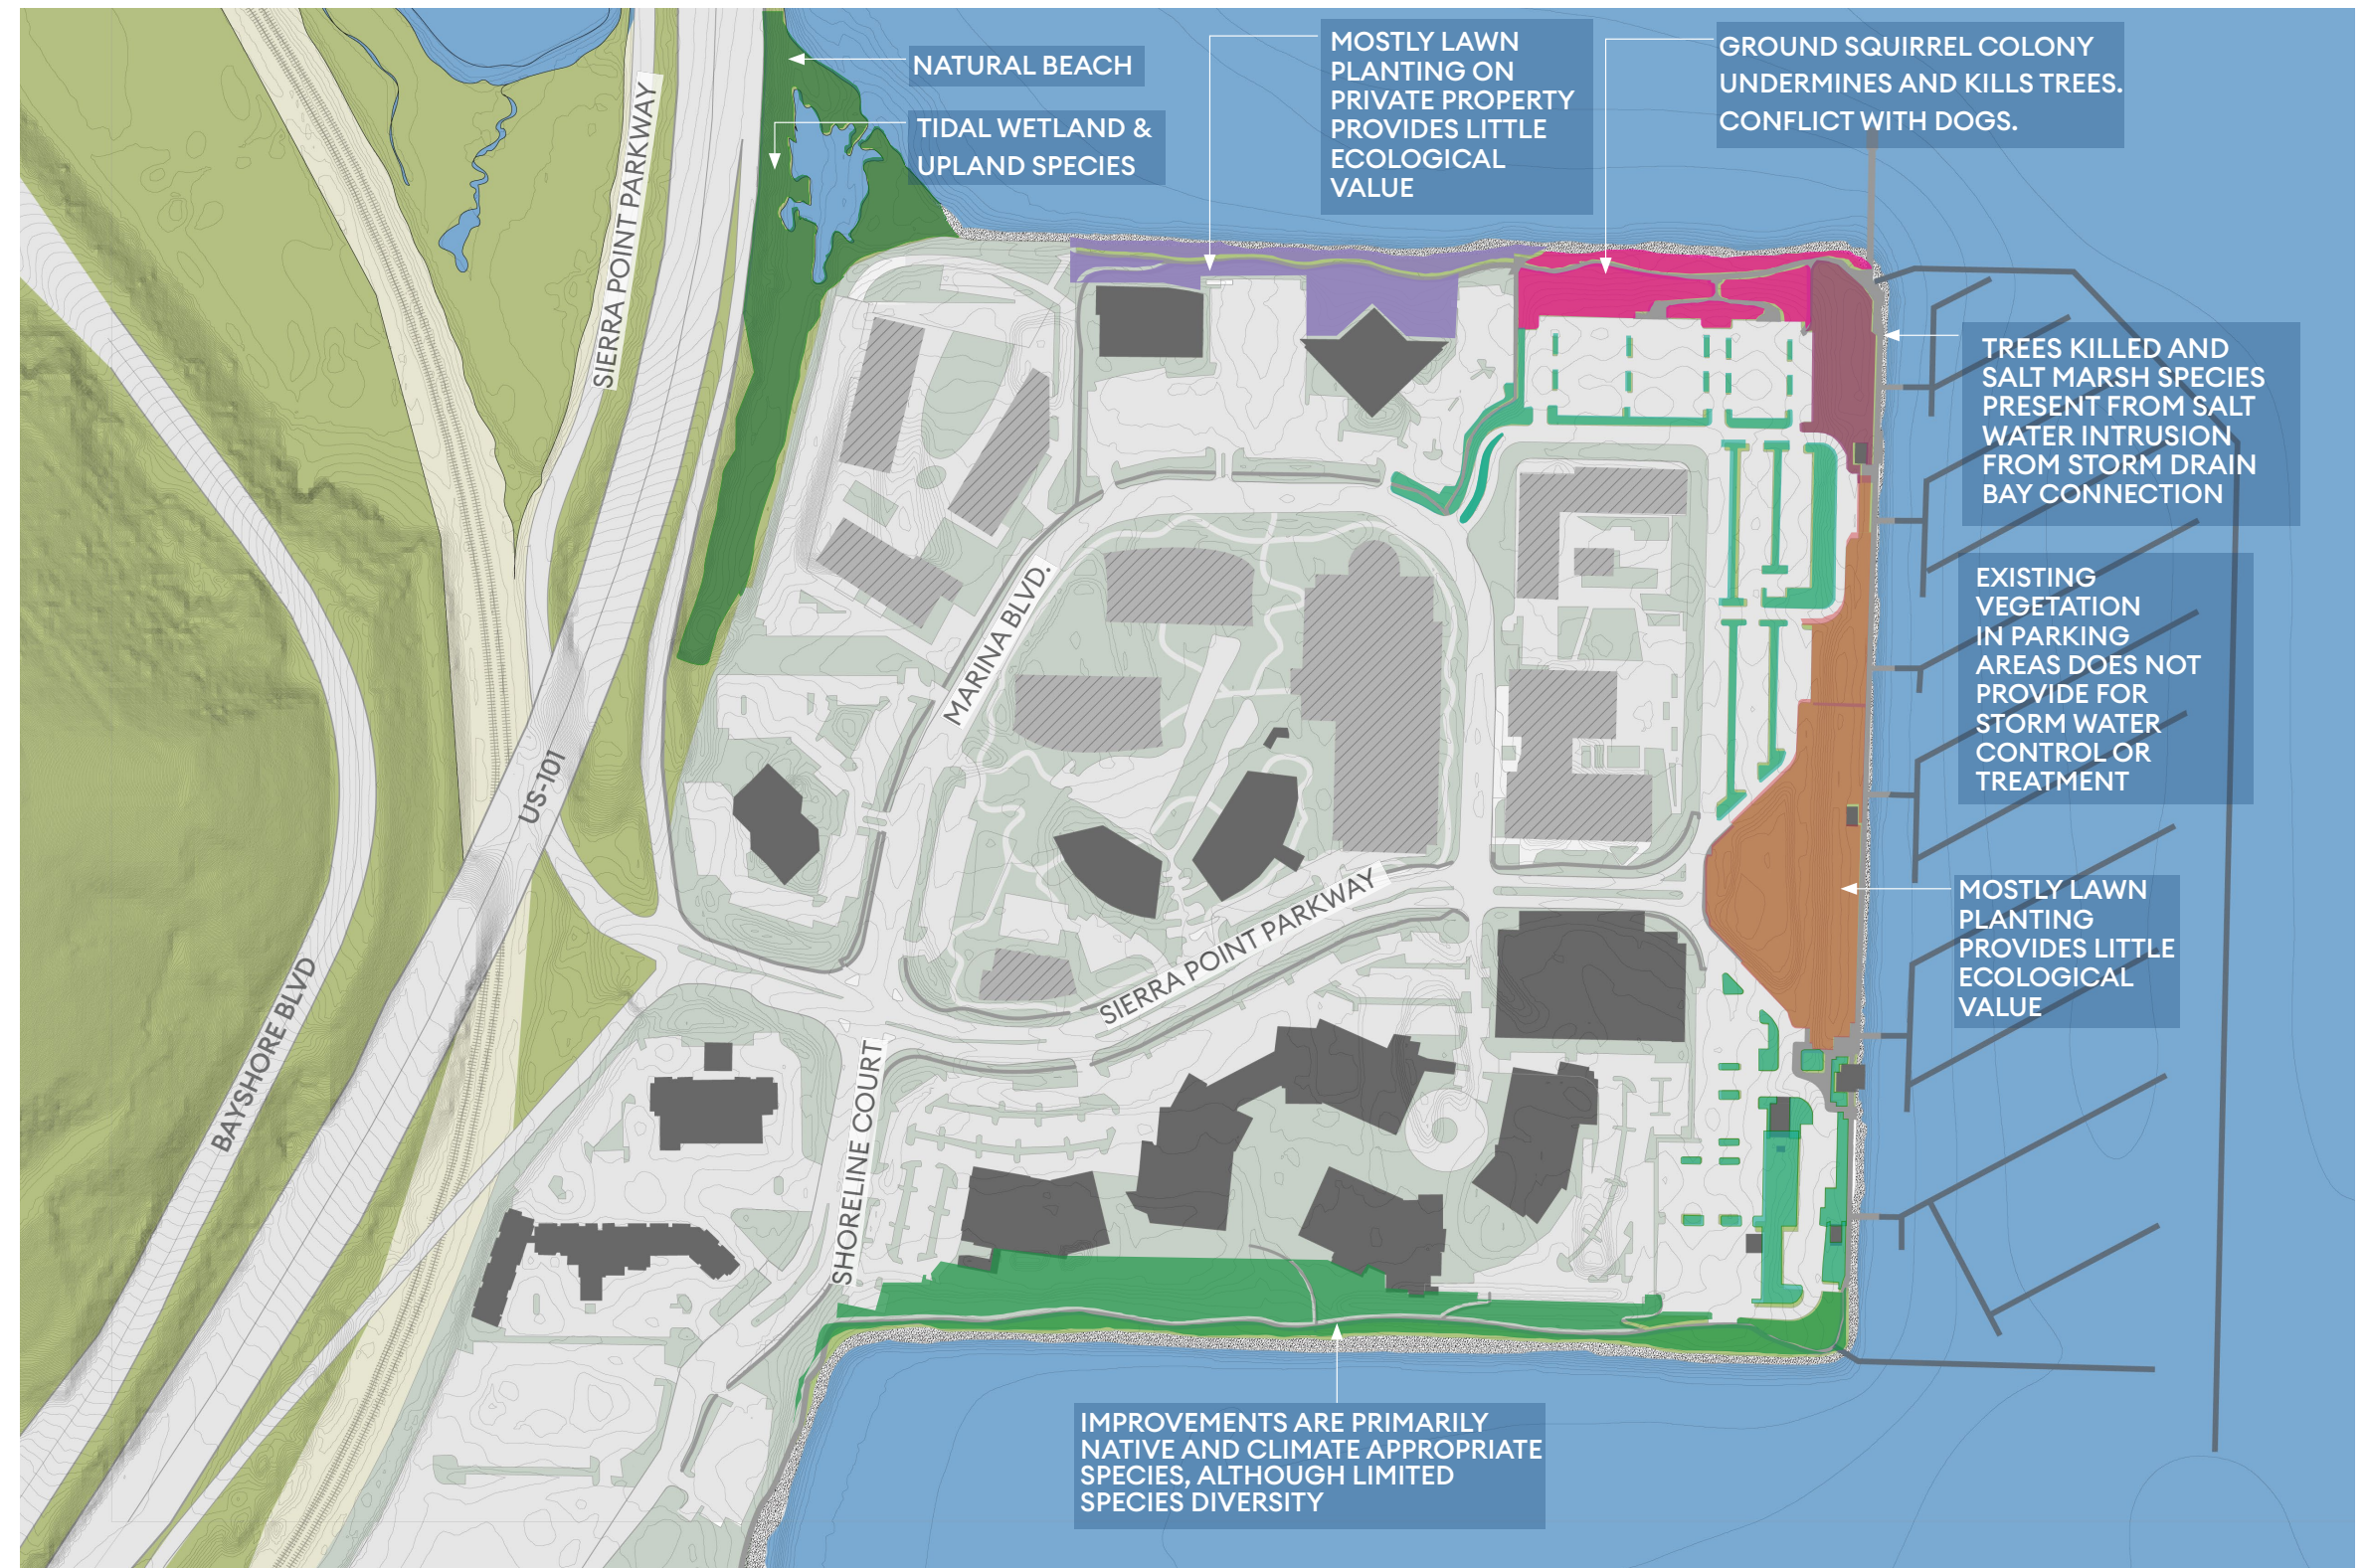 NATURAL BEACH
TIDAL WETLAND &
UPLAND SPECIES
MOSTLY LAWN
PLANTING ON
PRIVATE PROPERTY
PROVIDES LITTLE
ECOLOGICAL
VALUE
GROUND SQUIRREL COLONY
UNDERMINES AND KILLS TREES.
CONFLICT WITH DOGS.
SIERRA POINT PARKWAY
TREES KILLED AND
SALT MARSH SPECIES
PRESENT FROM SALT
WATER INTRUSION
FROM STORM DRAIN
BAY CONNECTION
EXISTING
VEGETATION
IN PARKING
AREAS DOES NOT
PROVIDE FOR
STORM WATER
CONTROL OR
TREATMENT
MARINA BLVD.
US-101
MOSTLY LAWN
PLANTING
PROVIDES LITTLE
ECOLOGICAL
VALUE
SIERRA POINT PARKWAY
BAYSHORE BLVD
SHORELINE COURT
IMPROVEMENTS ARE PRIMARILY
NATIVE AND CLIMATE APPROPRIATE
SPECIES, ALTHOUGH LIMITED
SPECIES DIVERSITY